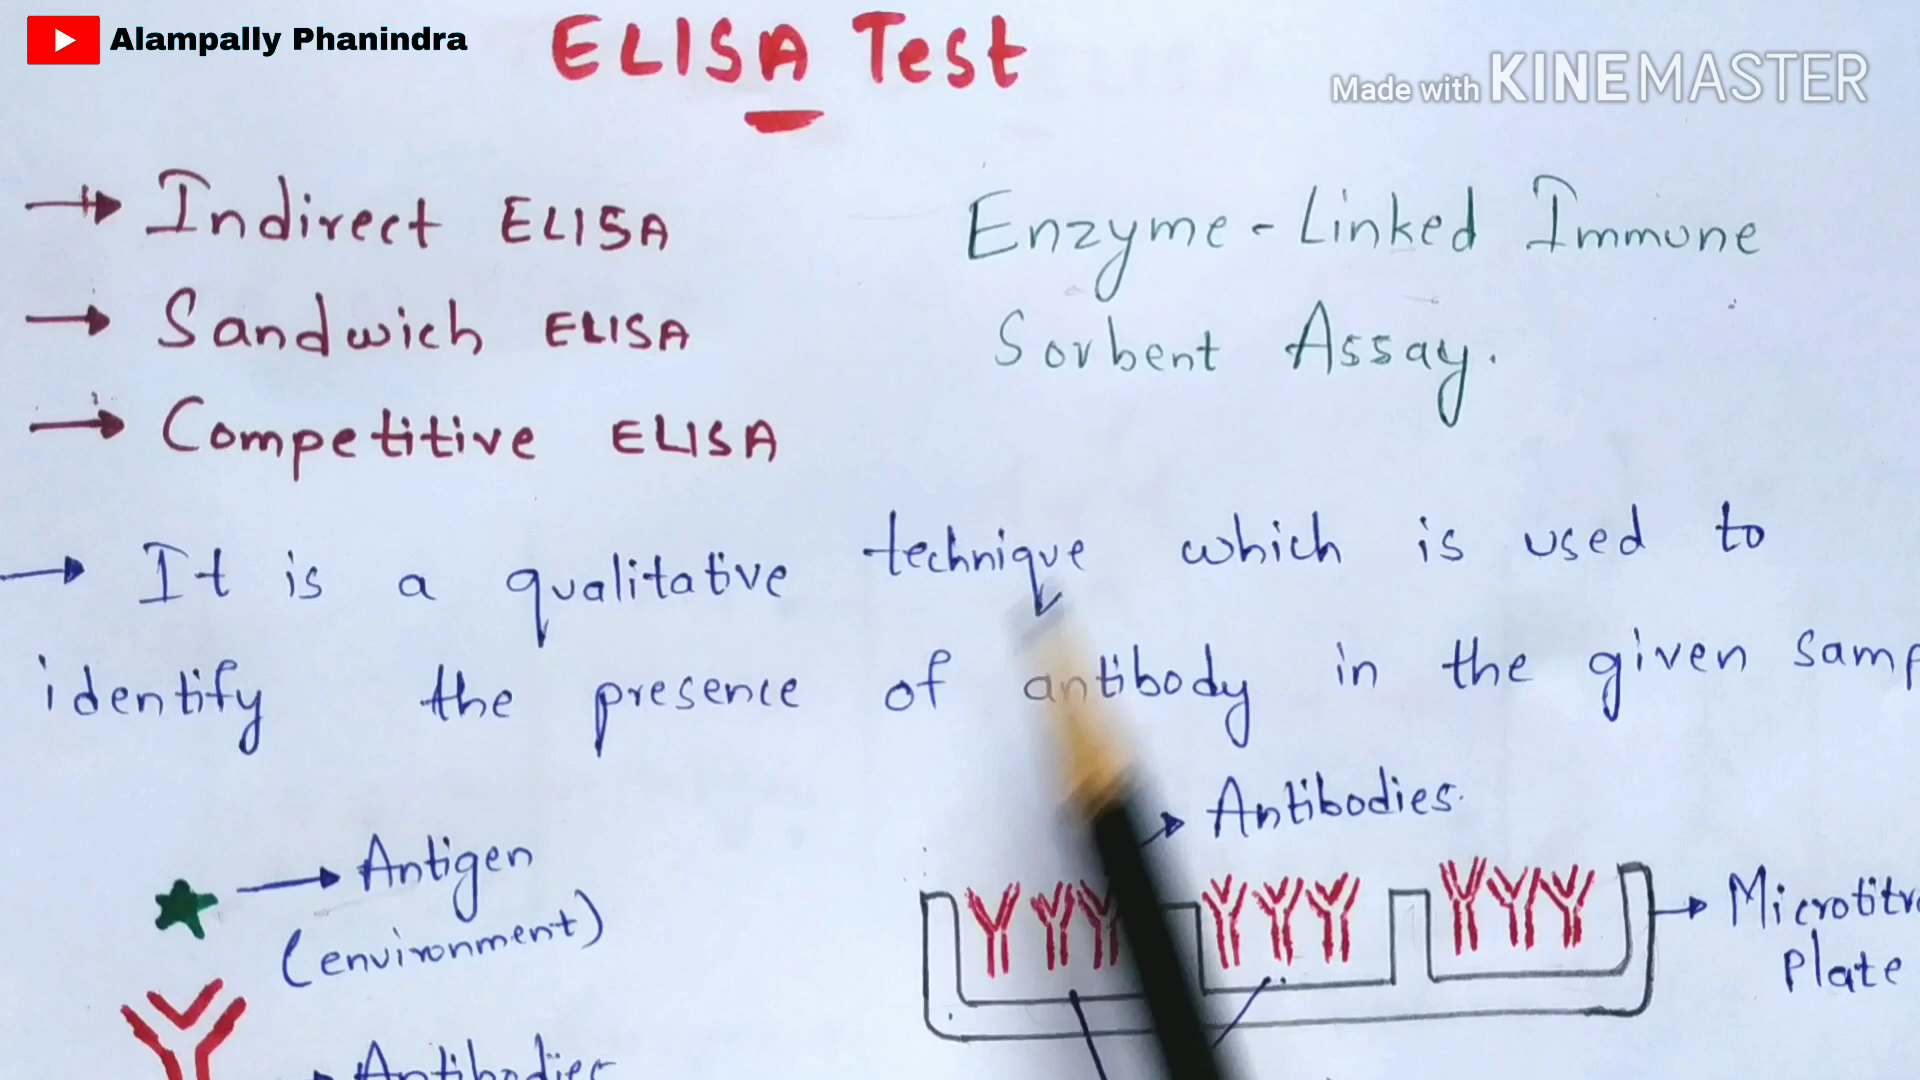 Alampally Phanindra
ELISA Test
Made with KINEMASTER
Indirect ELISA
Sandwich ELISA
Competitive ELISA
Enzyme-Linked Immune
Sorbent Assay.
It is a qualitative technique which is used to
identify the presence of antibody in the given samp
Antigen
(environment)
Antibodies
Antibodies
Microtitr
Plate